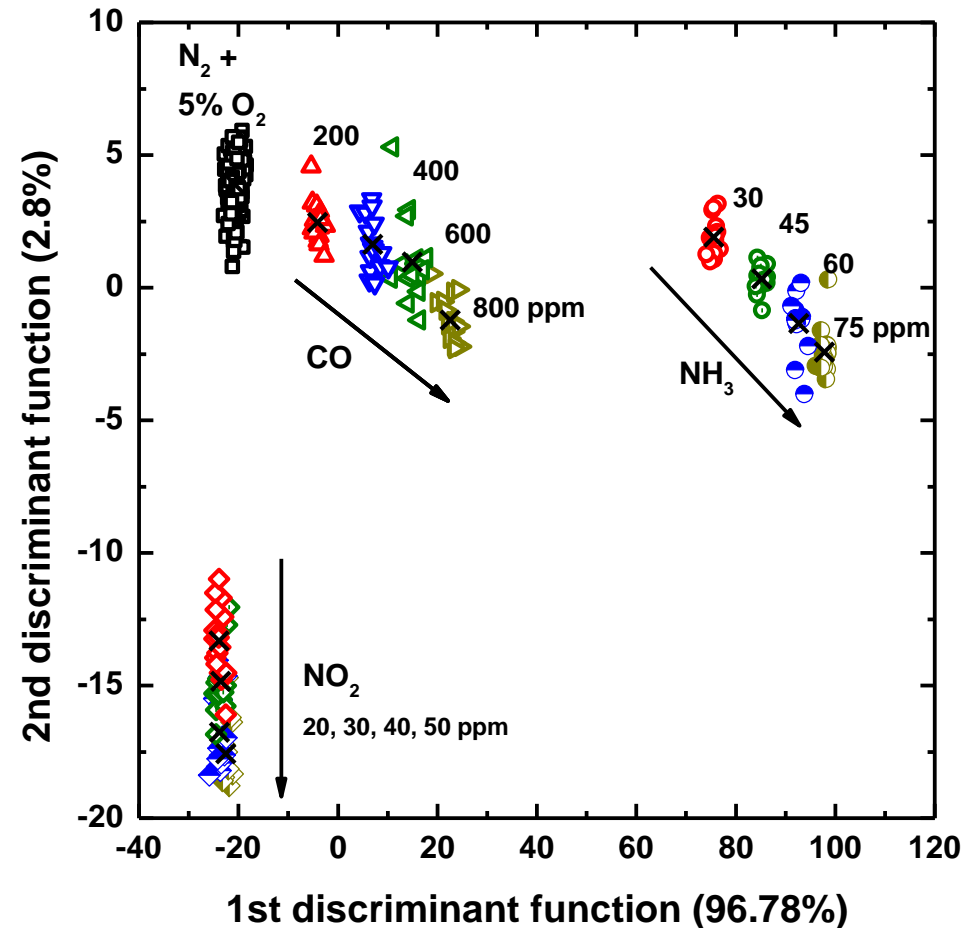 10
5
0
-5
-10
-15
-20
-40
-20
0
20
40
60
80
100
120
2nd discriminant function (2.8%)
1st discriminant function (96.78%)
N₂ +
5% O₂
200
400
600
800 ppm
CO
30
45
60
75 ppm
NH₃
NO₂
20, 30, 40, 50 ppm